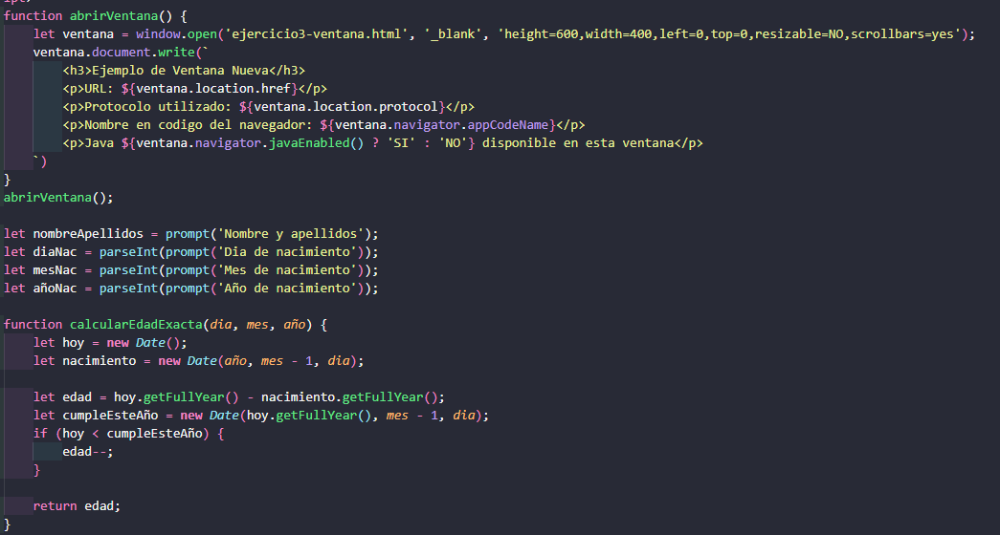 function abrirVentana() {
let ventana = window.open('ejercicio3-ventana.html', '_blank', 'height=600,width=400,left=0,top=0,resizable=NO,scrollbars=yes');
ventana.document.write(`
<h3>Ejemplo de Ventana Nueva</h3>
<p>URL: ${ventana.location.href}</p>
<p>Protocolo utilizado: ${ventana.location.protocol}</p>
<p>Nombre en codigo del navegador: ${ventana.navigator.appCodeName}</p>
<p>Java ${ventana.navigator.javaEnabled() ? 'SI' : 'NO'} disponible en esta ventana</p>
`)
}
abrirVentana();
let nombreApellidos = prompt('Nombre y apellidos');
let diaNac = parseInt(prompt('Dia de nacimiento'));
let mesNac = parseInt(prompt('Mes de nacimiento'));
let añoNac = parseInt(prompt('Año de nacimiento'));
function calcularEdadExacta(dia, mes, año) {
let hoy = new Date();
let nacimiento = new Date(año, mes - 1, dia);
let edad = hoy.getFullYear() - nacimiento.getFullYear();
let cumpleEsteAño = new Date(hoy.getFullYear(), mes - 1, dia);
if (hoy < cumpleEsteAño) {
edad--;
}
return edad;
}